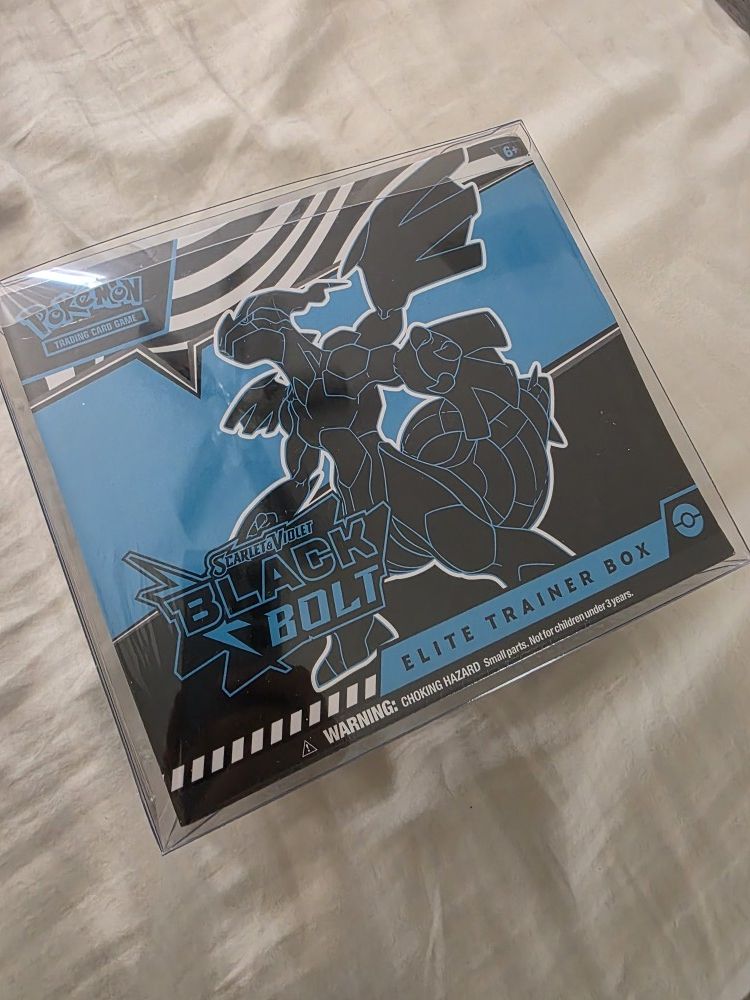 6+
POKÉMON
TRADING CARD GAME
SCARLET & VIOLET
BLACK
BOLT
ELITE TRAINER BOX
WARNING: CHOKING HAZARD Small parts. Not for children under 3 years.